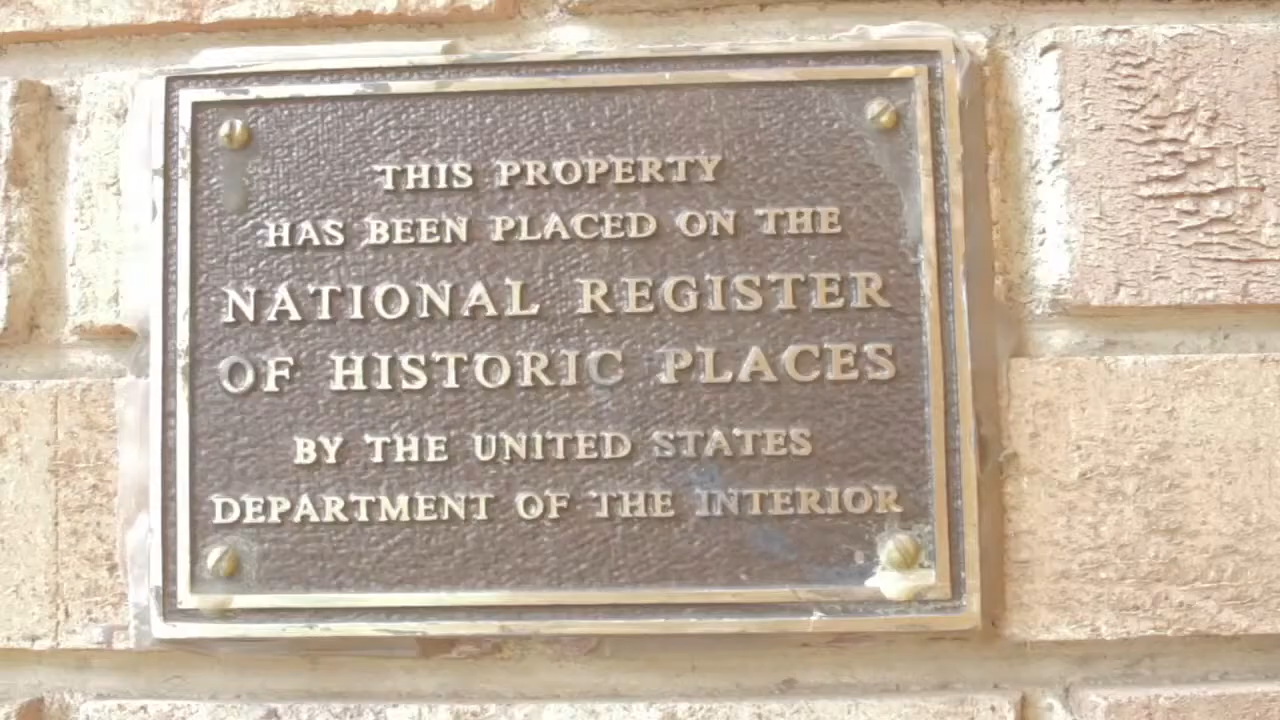 THIS PROPERTY
HAS BEEN PLACED ON THE
NATIONAL REGISTER
OF HISTORIC PLACES
BY THE UNITED STATES
DEPARTMENT OF THE INTERIOR